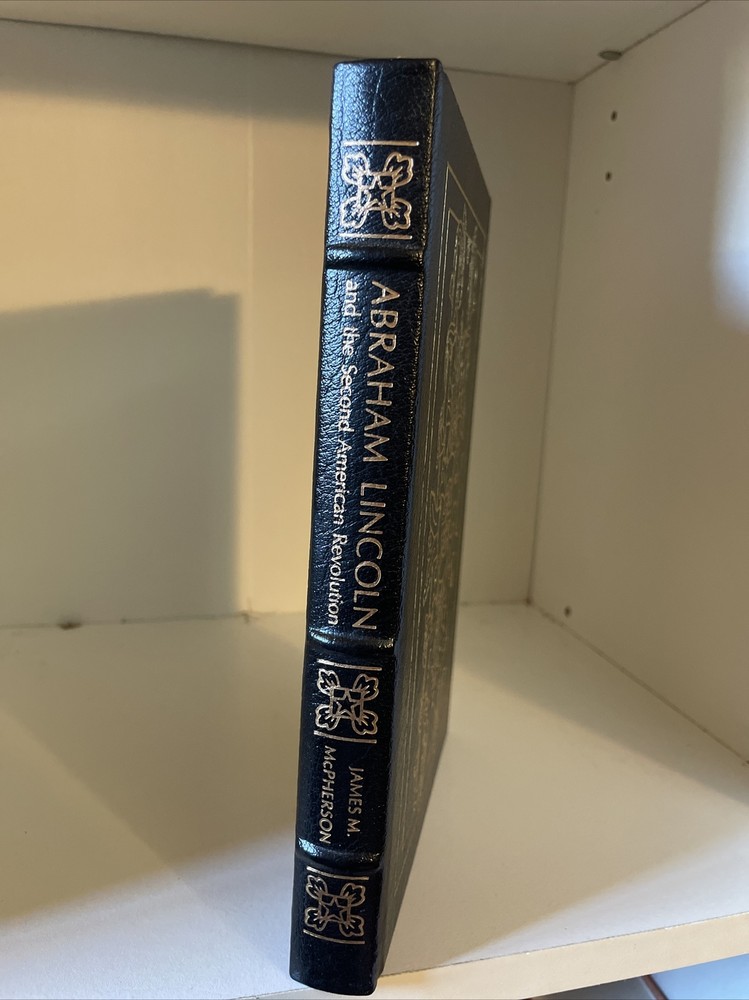 ABRAHAM LINCOLN
and the Second American Revolution
JAMES M.
McPHERSON